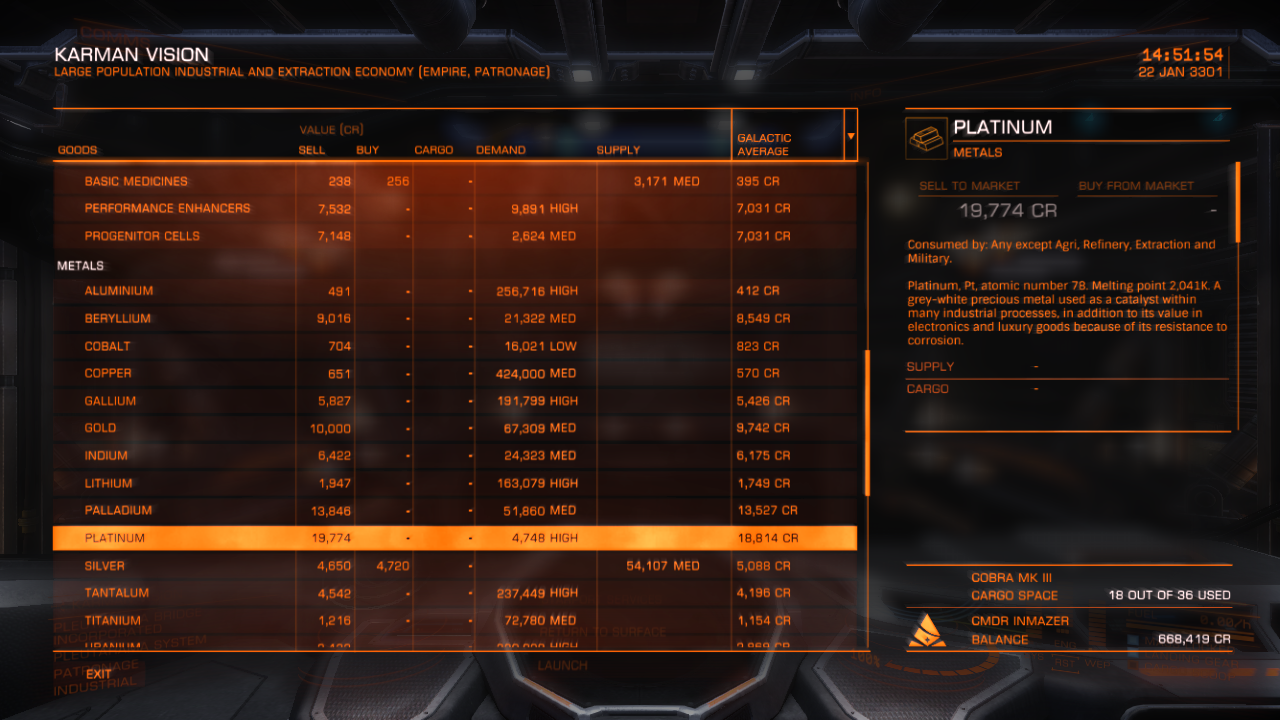 KARMAN VISION
LARGE POPULATION INDUSTRIAL AND EXTRACTION ECONOMY (EMPIRE, PATRONAGE)
14:51:54
22 JAN 3301
VALUE (CR)
GOODS SELL BUY CARGO DEMAND SUPPLY GALACTIC AVERAGE
BASIC MEDICINES 238 256 - 3,171 MED 395 CR
PERFORMANCE ENHANCERS 7,532 - - 9,891 HIGH 7,031 CR
PROGENITOR CELLS 7,148 - - 2,624 MED 7,031 CR
METALS
ALUMINIUM 491 - - 256,716 HIGH 412 CR
BERYLLIUM 9,016 - - 21,322 MED 8,549 CR
COBALT 704 - - 16,021 LOW 823 CR
COPPER 651 - - 424,000 MED 570 CR
GALLIUM 5,827 - - 191,799 HIGH 5,426 CR
GOLD 10,000 - - 67,309 MED 9,742 CR
INDIUM 6,422 - - 24,323 MED 6,175 CR
LITHIUM 1,947 - - 163,079 HIGH 1,749 CR
PALLADIUM 13,846 - - 51,860 MED 13,527 CR
PLATINUM 19,774 - - 4,748 HIGH 18,814 CR
SILVER 4,650 4,720 - 54,107 MED 5,088 CR
TANTALUM 4,542 - - 237,449 HIGH 4,196 CR
TITANIUM 1,216 - - 72,780 MED 1,154 CR
URANIUM
RETURN TO SURFACE
LAUNCH
EXIT
PATRONAGE
INDUSTRIAL
PLATINUM
METALS
SELL TO MARKET BUY FROM MARKET
19,774 CR -
Consumed by: Any except Agri, Refinery, Extraction and
Military.
Platinum, Pt, atomic number 78. Melting point 2,041K. A
grey-white precious metal used as a catalyst within
many industrial processes, in addition to its value in
electronics and luxury goods because of its resistance to
corrosion.
SUPPLY -
CARGO -
COBRA MK III
CARGO SPACE 18 OUT OF 36 USED
CMDR INMAZER
BALANCE 668,419 CR